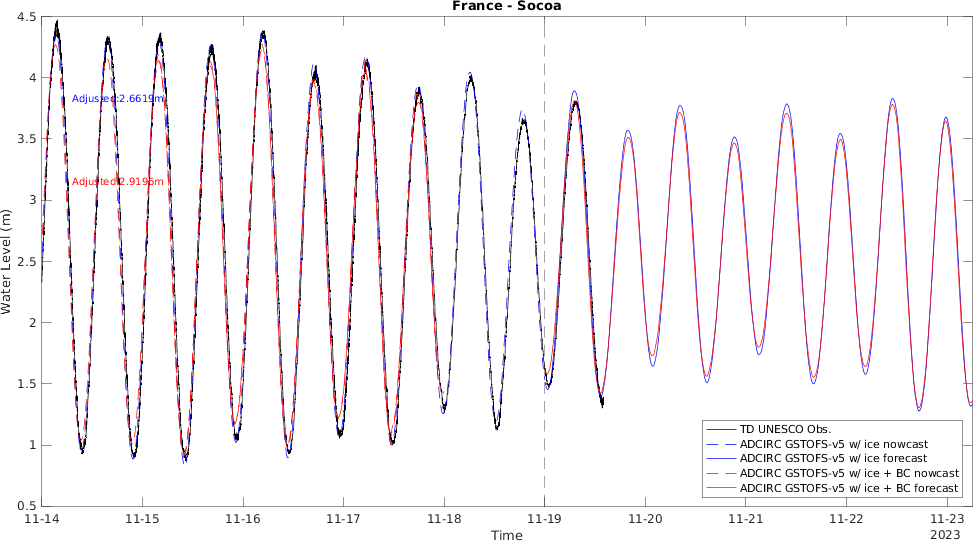 France - Socoa
4.5
4
3.5
3
2.5
2
1.5
1
0.5
Water Level (m)
Adjusted:2.6619m
Adjusted:2.9195m
TD UNESCO Obs.
ADCIRC GSTOFS-v5 w/ ice nowcast
ADCIRC GSTOFS-v5 w/ ice forecast
ADCIRC GSTOFS-v5 w/ ice + BC nowcast
ADCIRC GSTOFS-v5 w/ ice + BC forecast
11-14 11-15 11-16 11-17 11-18 11-19 11-20 11-21 11-22 11-23
Time
2023